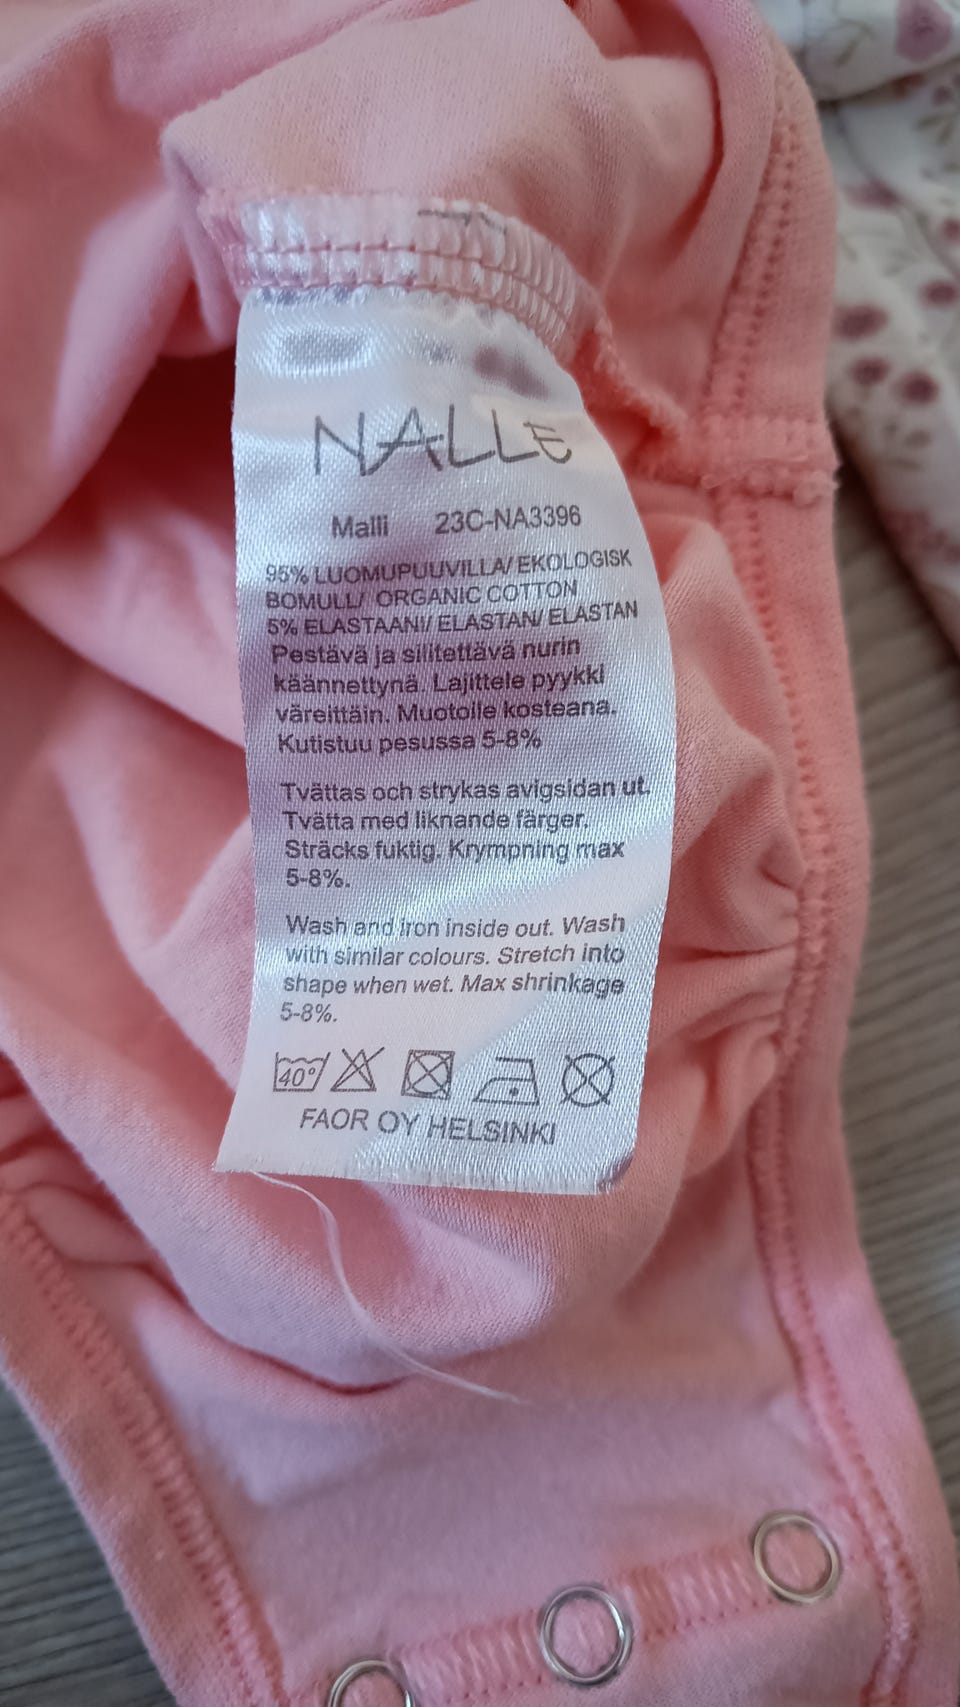 NALLE
Malli 23C-NA3396
95% LUOMUPUUVILLA/ EKOLOGISK
BOMULL/ ORGANIC COTTON
5% ELASTAANI/ ELASTAN/ ELASTAN
Pestävä ja silitettävä nurin
käännettynä. Lajittele pyykki
väreittäin. Muotoile kosteana.
Kutistuu pesussa 5-8%
Tvättas och strykas avigsidan ut.
Tvätta med liknande färger.
Sträcks fuktig. Krympning max
5-8%.
Wash and iron inside out. Wash
with similar colours. Stretch into
shape when wet. Max shrinkage
5-8%.
40°
FAOR OY HELSINKI